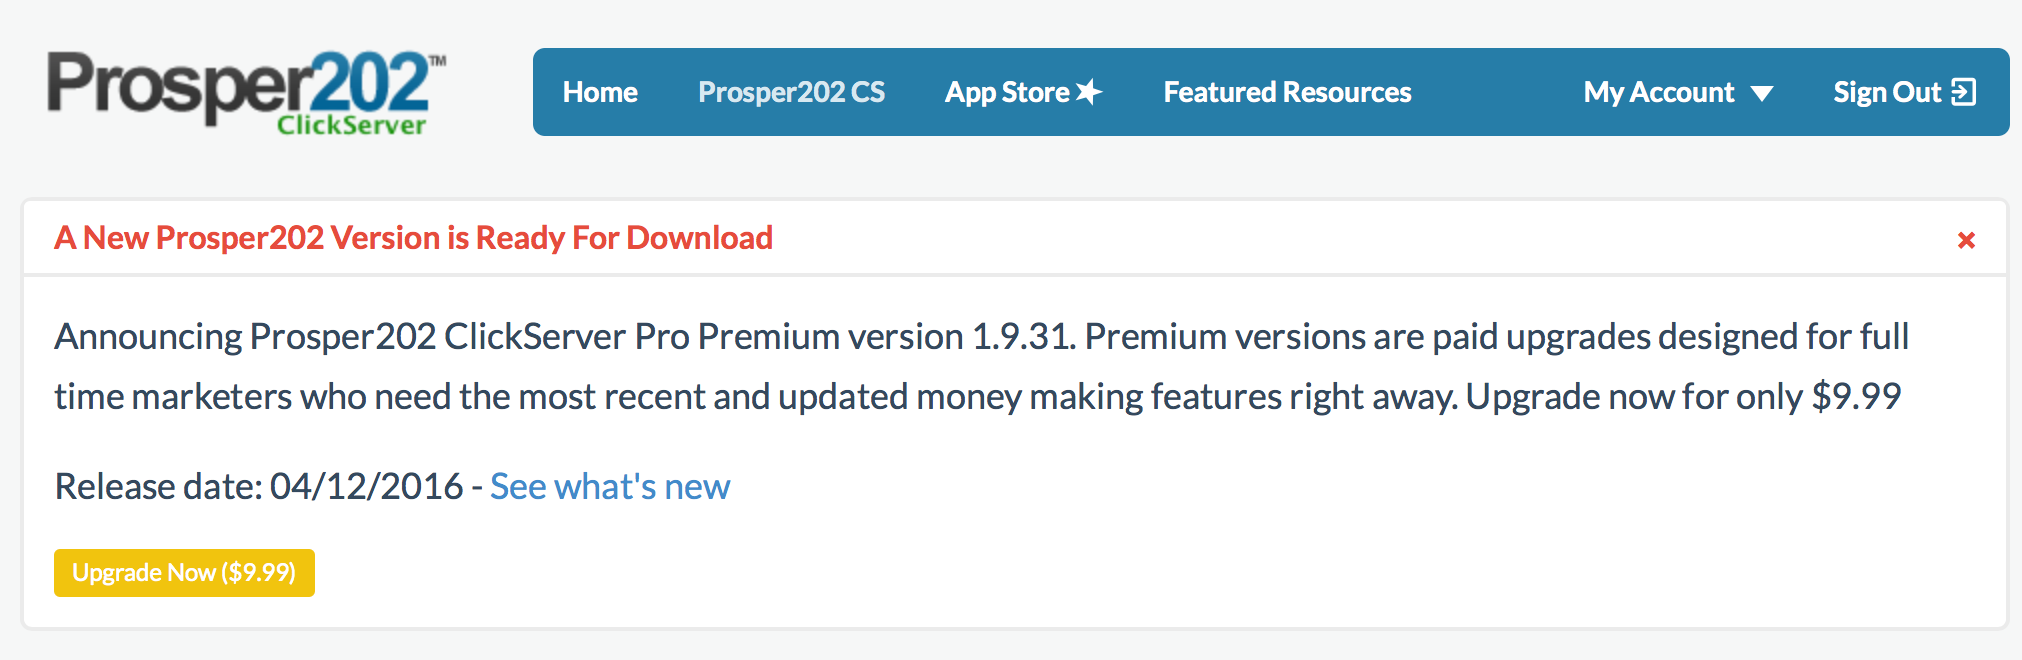 Prosper202™
ClickServer
Home Prosper202 CS App Store Featured Resources My Account Sign Out
A New Prosper202 Version is Ready For Download
Announcing Prosper202 ClickServer Pro Premium version 1.9.31. Premium versions are paid upgrades designed for full
time marketers who need the most recent and updated money making features right away. Upgrade now for only $9.99
Release date: 04/12/2016 - See what's new
Upgrade Now ($9.99)